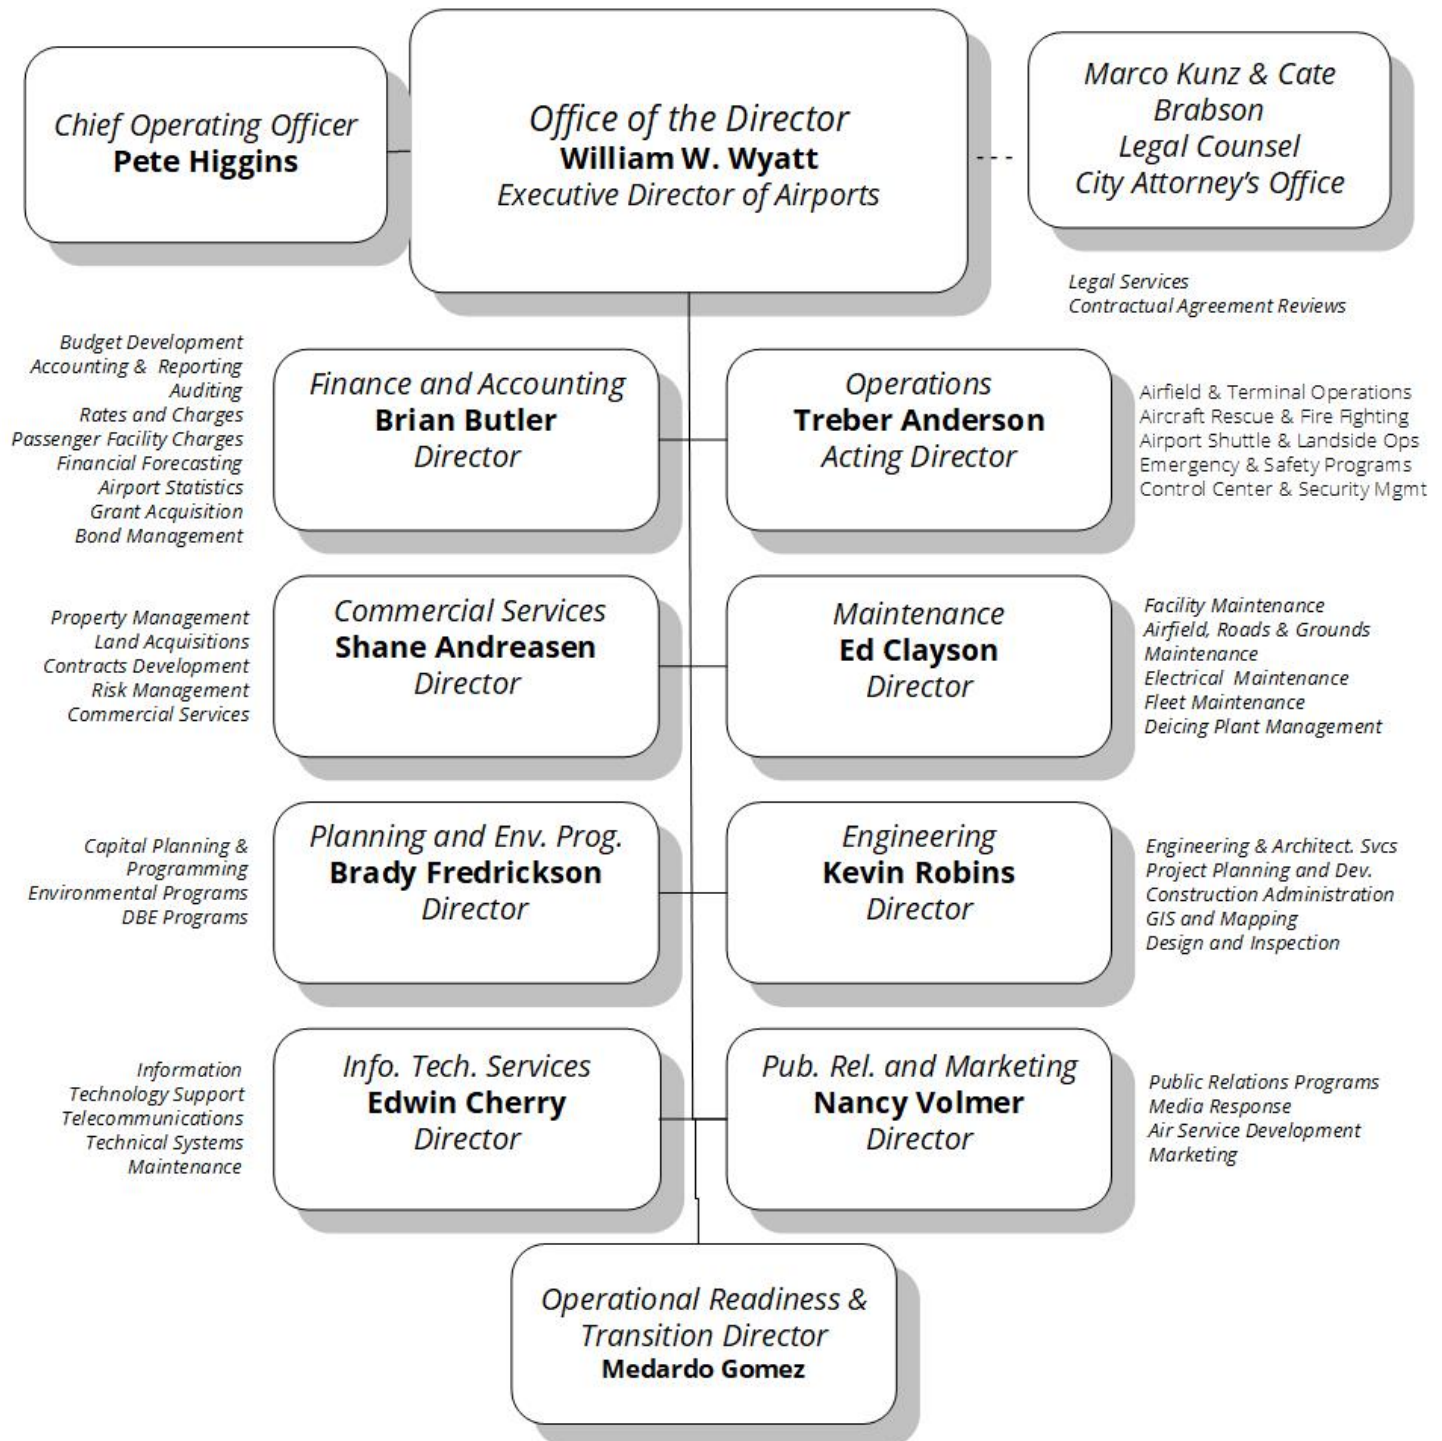 Chief Operating Officer
Pete Higgins
Office of the Director
William W. Wyatt
Executive Director of Airports
Marco Kunz & Cate
Brabson
Legal Counsel
City Attorney’s Office
Legal Services
Contractual Agreement Reviews
Budget Development
Accounting & Reporting
Auditing
Rates and Charges
Passenger Facility Charges
Financial Forecasting
Airport Statistics
Grant Acquisition
Bond Management
Finance and Accounting
Brian Butler
Director
Operations
Treber Anderson
Acting Director
Airfield & Terminal Operations
Aircraft Rescue & Fire Fighting
Airport Shuttle & Landside Ops
Emergency & Safety Programs
Control Center & Security Mgmt
Property Management
Land Acquisitions
Contracts Development
Risk Management
Commercial Services
Commercial Services
Shane Andreasen
Director
Maintenance
Ed Clayson
Director
Facility Maintenance
Airfield, Roads & Grounds
Maintenance
Electrical Maintenance
Fleet Maintenance
Deicing Plant Management
Capital Planning &
Programming
Environmental Programs
DBE Programs
Planning and Env. Prog.
Brady Fredrickson
Director
Engineering
Kevin Robins
Director
Engineering & Architect. Svcs
Project Planning and Dev.
Construction Administration
GIS and Mapping
Design and Inspection
Information
Technology Support
Telecommunications
Technical Systems
Maintenance
Info. Tech. Services
Edwin Cherry
Director
Pub. Rel. and Marketing
Nancy Volmer
Director
Public Relations Programs
Media Response
Air Service Development
Marketing
Operational Readiness &
Transition Director
Medardo Gomez